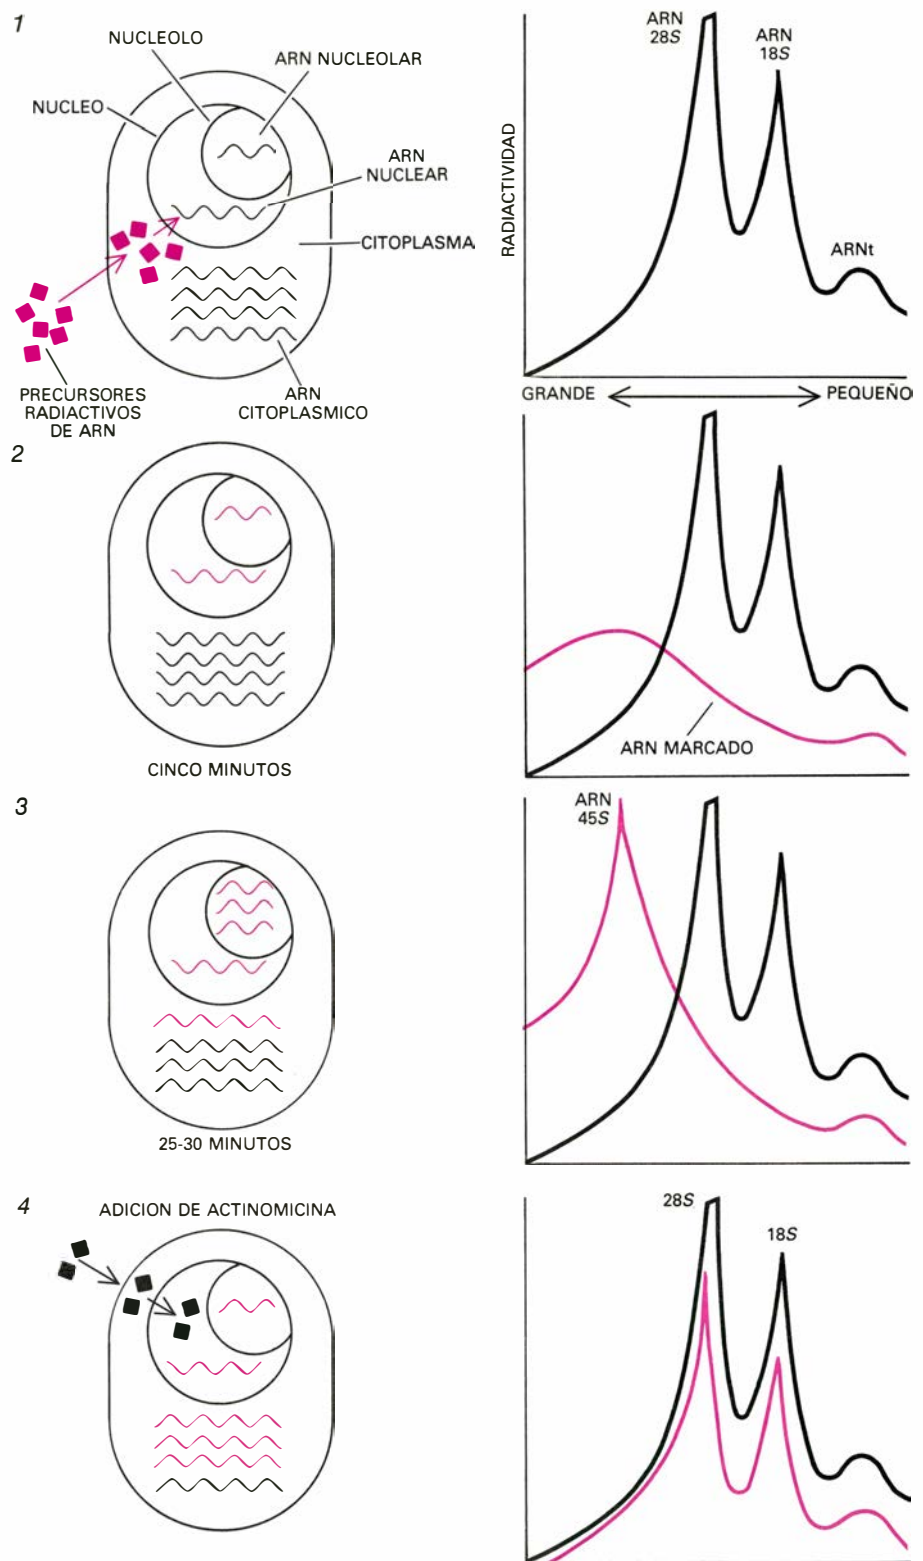 1
NUCLEOLO
ARN NUCLEOLAR
NUCLEO
ARN
NUCLEAR
CITOPLASMA
PRECURSORES
RADIACTIVOS
DE ARN
ARN
CITOPLASMICO
RADIACTIVIDAD
ARN
28S
ARN
18S
ARNt
GRANDE
PEQUEÑO
2
CINCO MINUTOS
ARN MARCADO
3
25-30 MINUTOS
ARN
45S
4
ADICION DE ACTINOMICINA
28S
18S